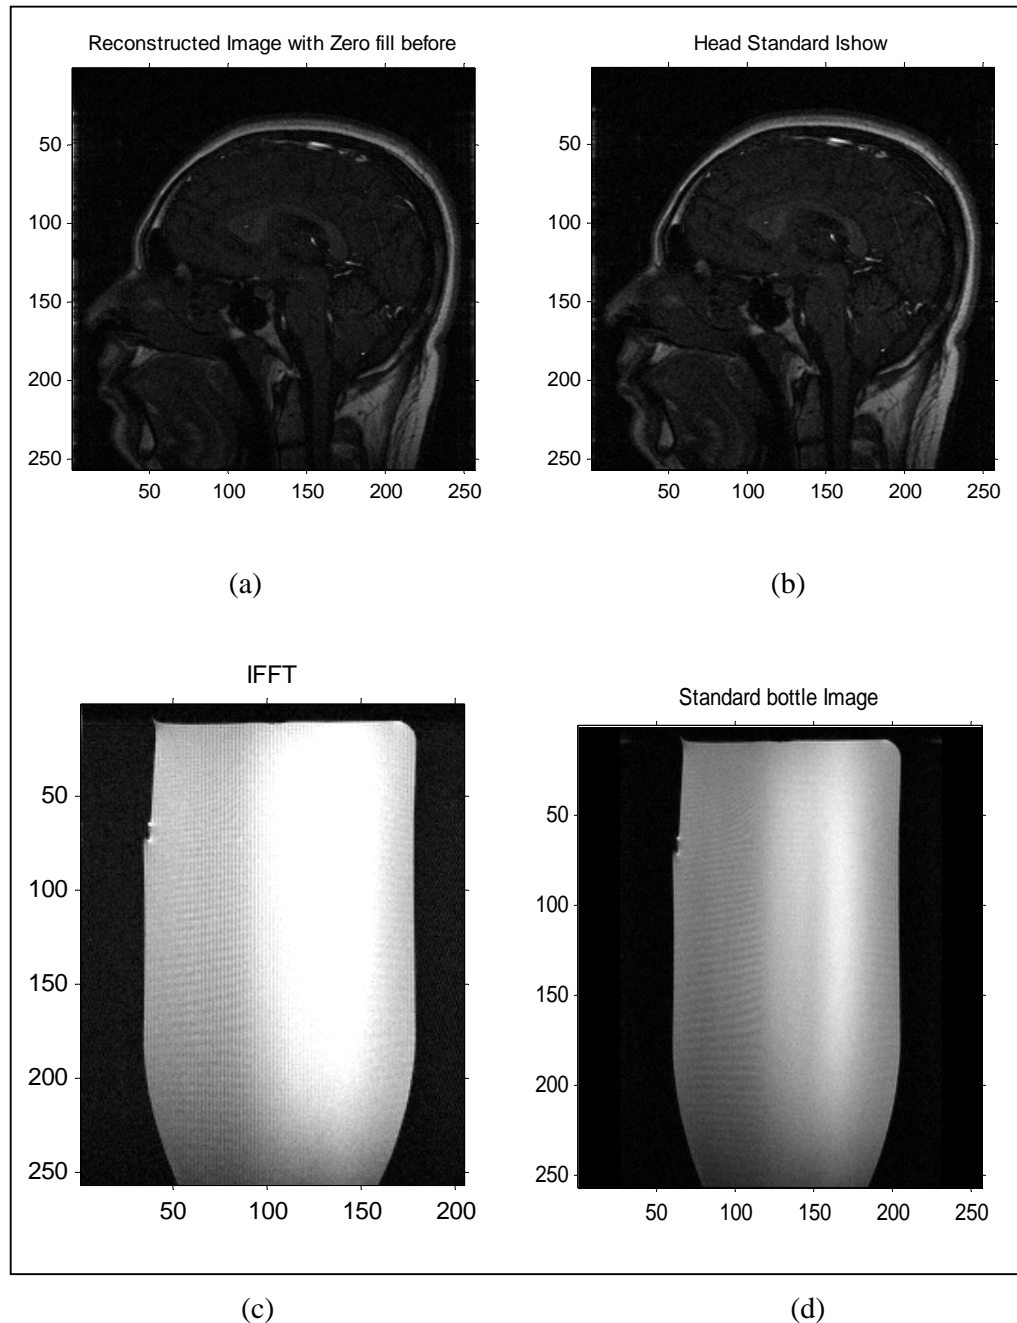 Reconstructed Image with Zero fill before
50
100
150
200
250
50 100 150 200 250
(a)
Head Standard Ishow
50
100
150
200
250
50 100 150 200 250
(b)
IFFT
50
100
150
200
250
50 100 150 200
(c)
Standard bottle Image
50
100
150
200
250
50 100 150 200 250
(d)